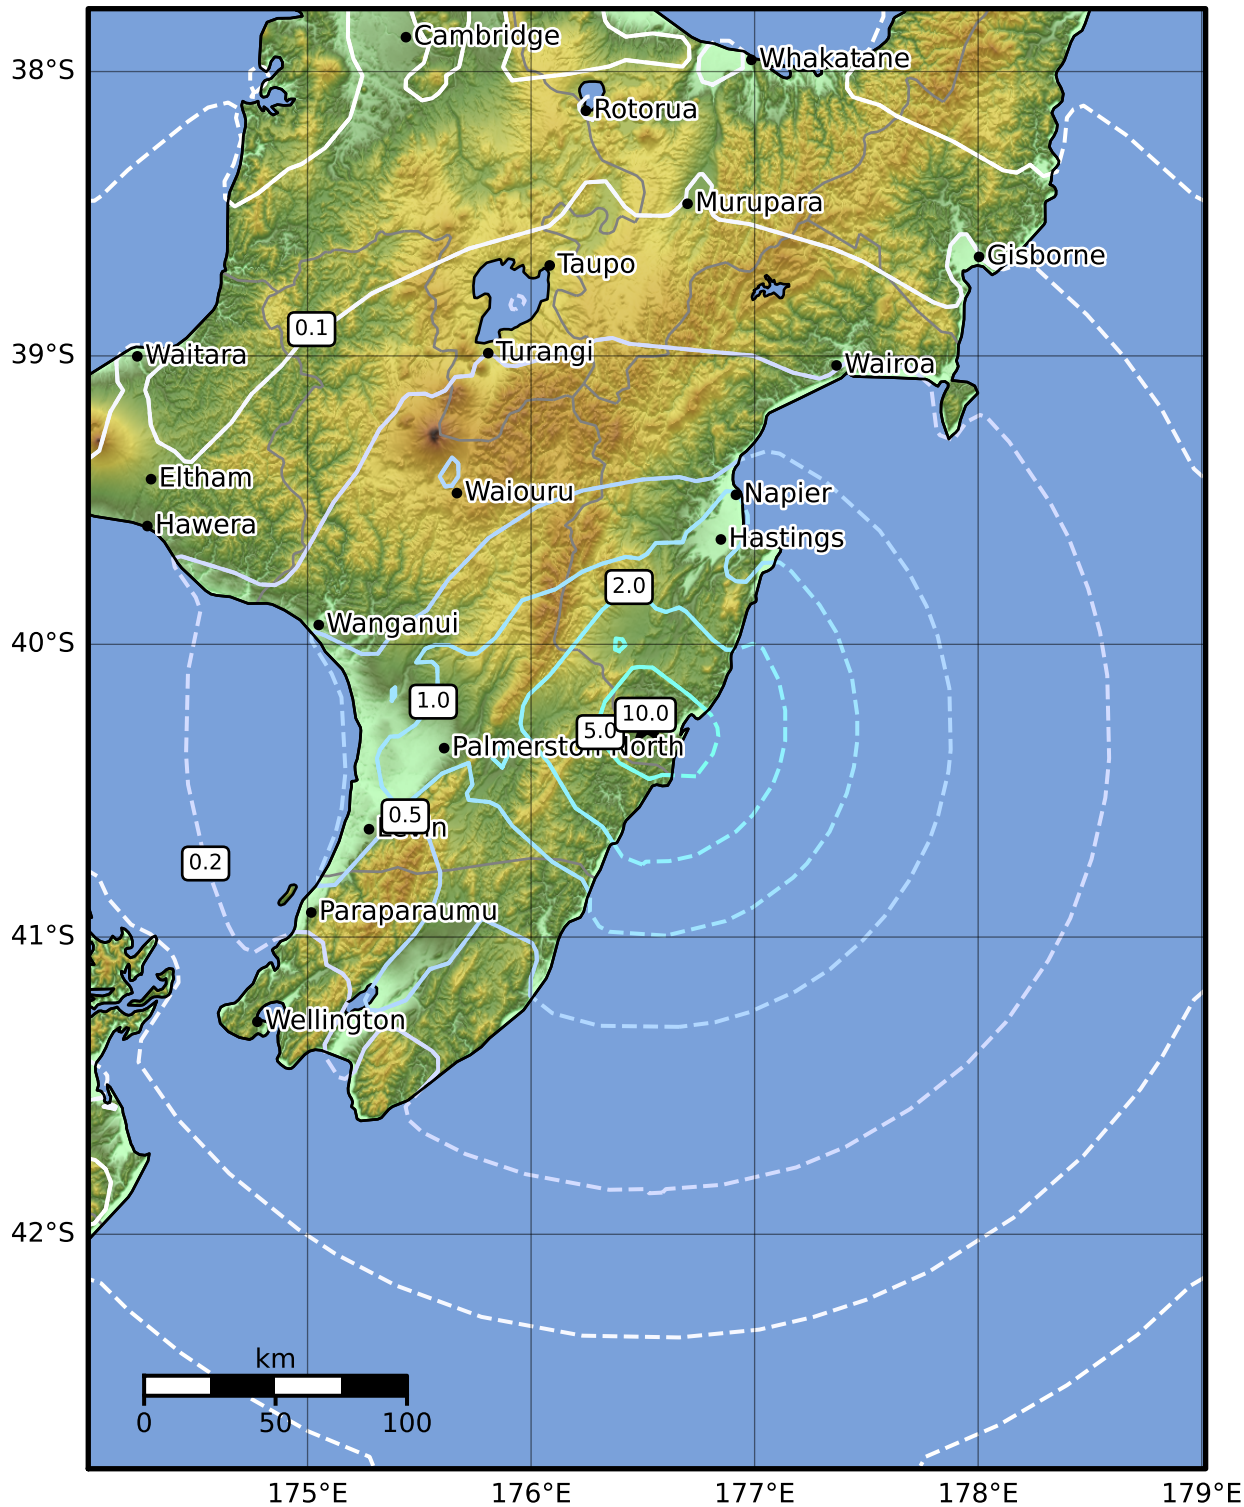 Cambridge
Whakatane
38°S
Rotorua
Murupara
Gisborne
Taupo
0.1
Waitara
39°S
Turangi
Wairoa
Eltham
Waiouru
Napier
Hawera
Hastings
2.0
Wanganui
40°S
1.0
10.0
5.0
Palmerston North
0.5
0.2
Paraparaumu
41°S
Wellington
42°S
km
0 50 100
175°E 176°E 177°E 178°E 179°E